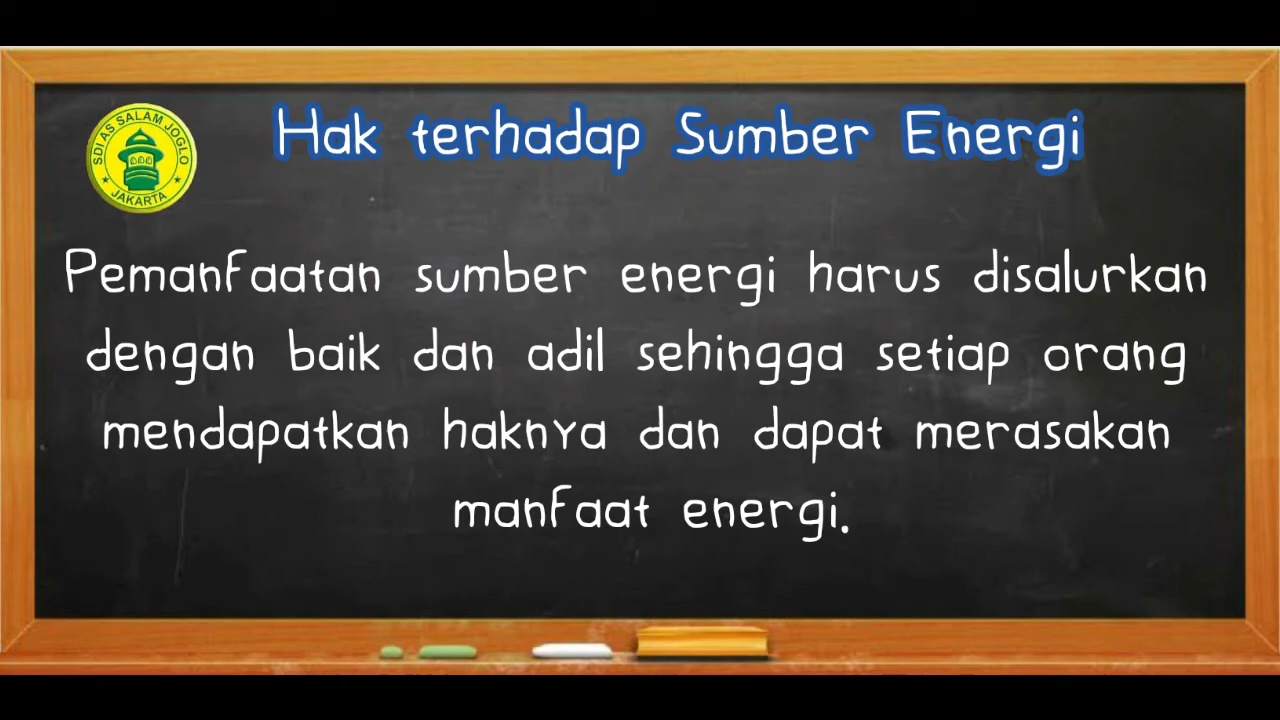 SDI AS SALAM JOGLO
JAKARTA
Hak terhadap Sumber Energi
Pemanfaatan sumber energi harus disalurkan
dengan baik dan adil sehingga setiap orang
mendapatkan haknya dan dapat merasakan
manfaat energi.